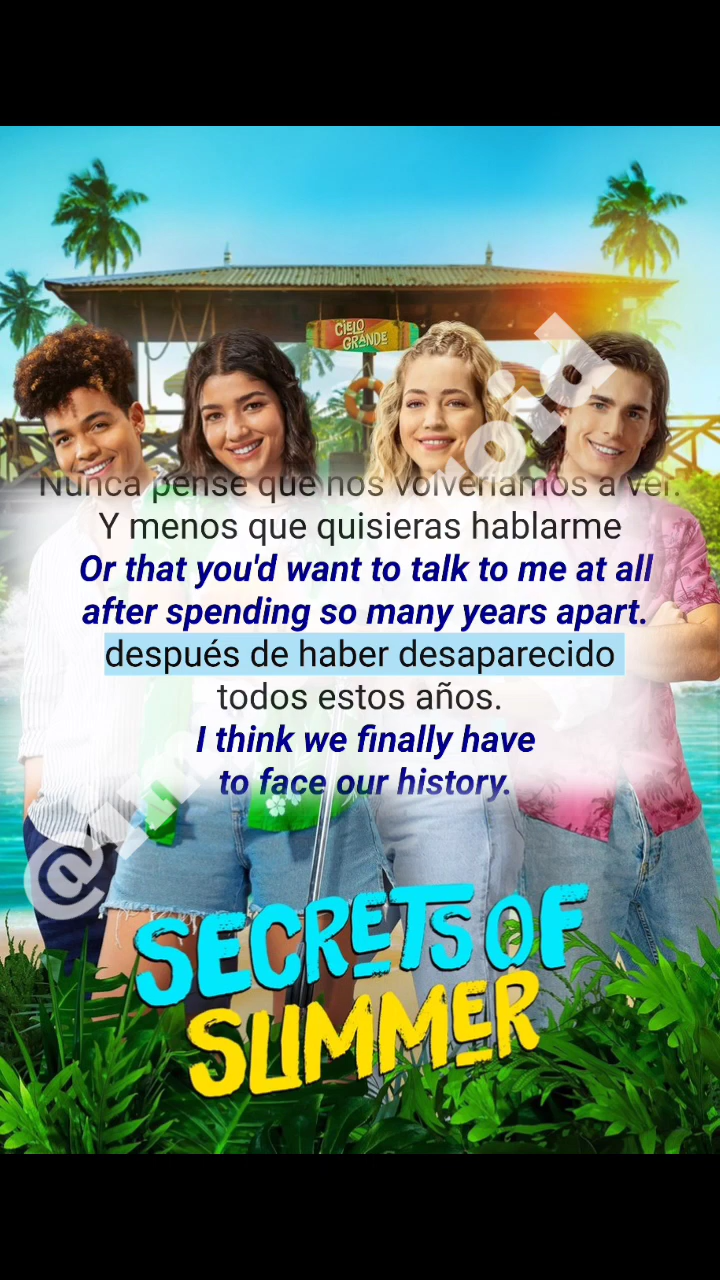 CIELO
GRANDE
Nunca pensé que nos volveríamos a ver.
Y menos que quisieras hablarme
Or that you'd want to talk to me at all
after spending so many years apart.
después de haber desaparecido
todos estos años.
I think we finally have
to face our history.
SECRETS OF
SUMMER